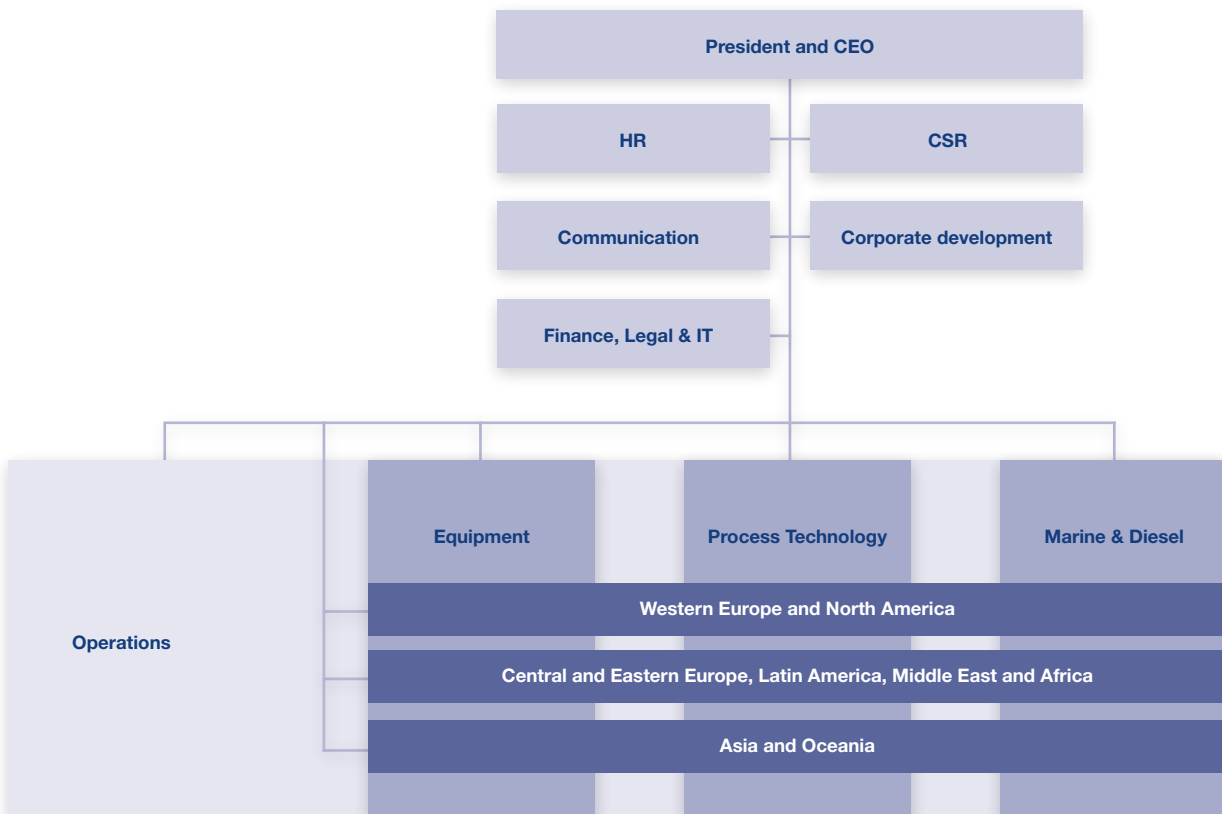 President and CEO
HR
CSR
Communication
Corporate development
Finance, Legal & IT
Equipment
Process Technology
Marine & Diesel
Western Europe and North America
Operations
Central and Eastern Europe, Latin America, Middle East and Africa
Asia and Oceania